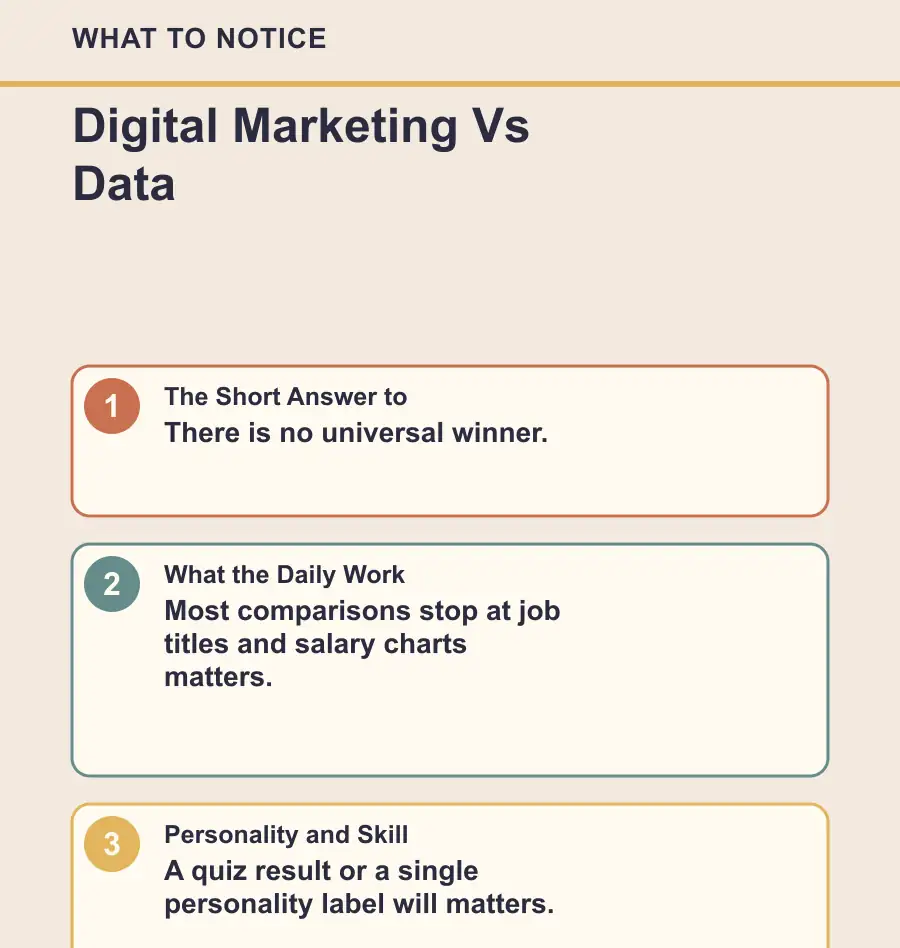 WHAT TO NOTICE
Digital Marketing Vs
Data
1
The Short Answer to
There is no universal winner.
2
What the Daily Work
Most comparisons stop at job
titles and salary charts
matters.
3
Personality and Skill
A quiz result or a single
personality label will matters.